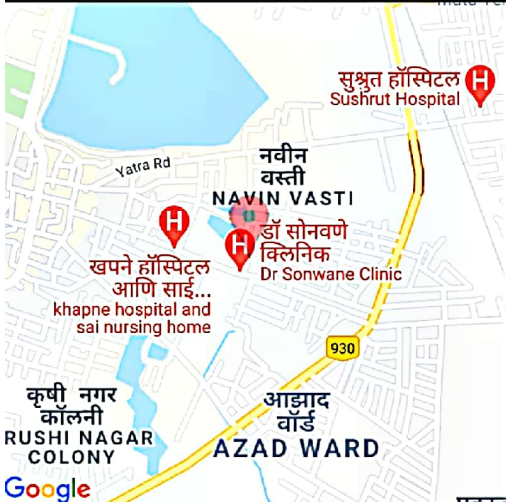 सुश्रुत हॉस्पिटल
Sushrut Hospital
H
Yatra Rd
नवीन
वस्ती
NAVIN VASTI
H
H
डॉ सोनवणे
क्लिनिक
Dr Sonwane Clinic
खपने हॉस्पिटल
आणि साई...
khapne hospital and
sai nursing home
930
कृषी नगर
कॉलनी
RUSHI NAGAR
COLONY
आझाद
वॉर्ड
AZAD WARD
Google